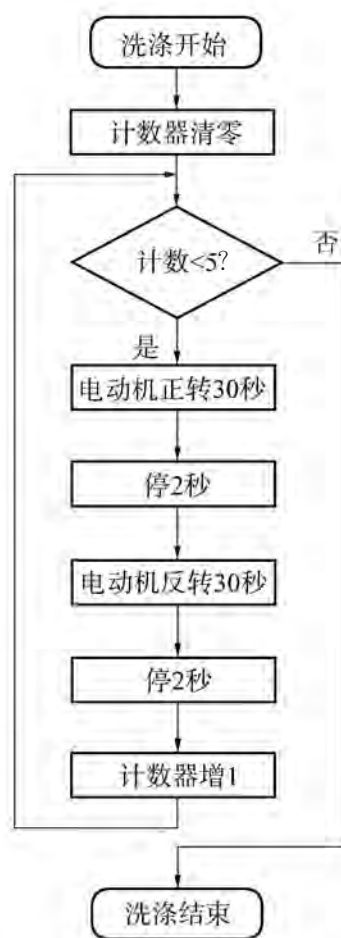 洗涤开始
计数器清零
计数<5?
否
是
电动机正转30秒
停2秒
电动机反转30秒
停2秒
计数器增1
洗涤结束